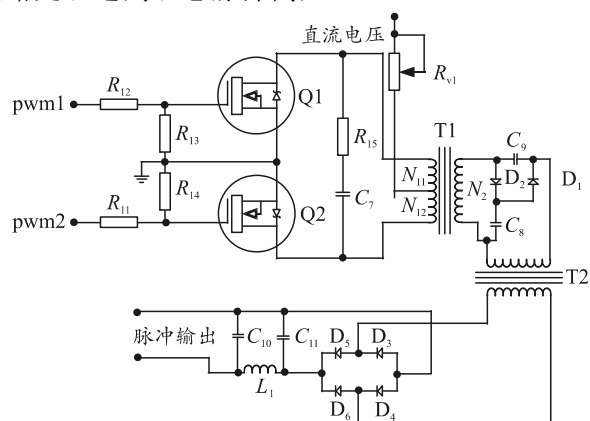 直流电压
R_v1
pwm1
R_12
Q1
R_13
R_15
T1
C_9
N_11
N_12
N_2
D_2
D_1
R_14
pwm2
R_11
Q2
C_7
C_8
T2
脉冲输出
C_10
C_11
D_5
D_3
L_1
D_6
D_4